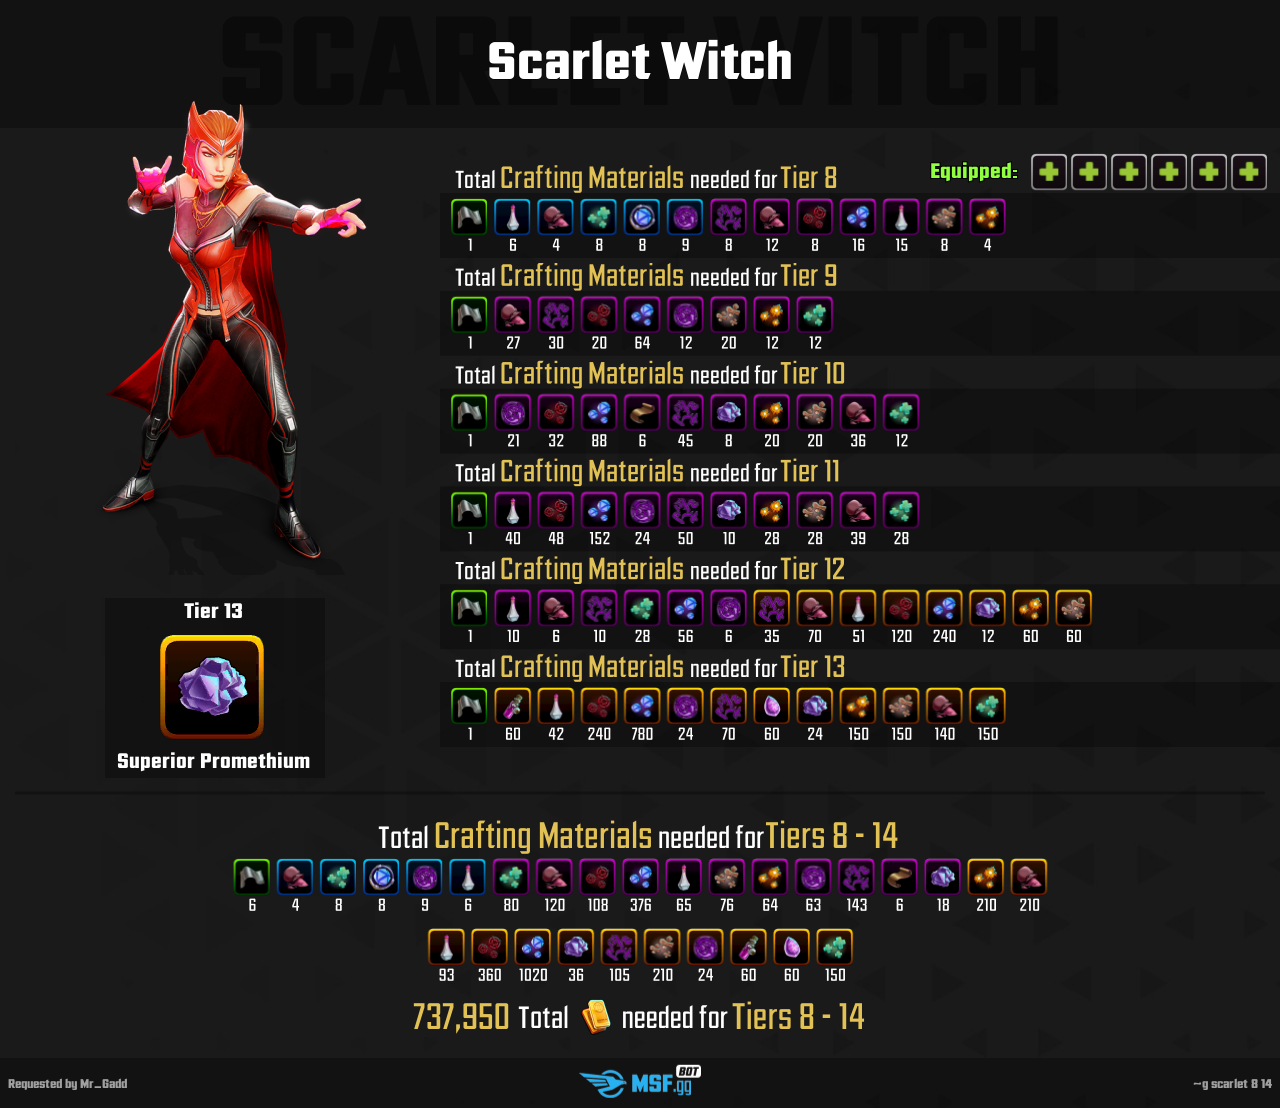 SCARLET WITCH
Scarlet Witch
Equipped:
Total Crafting Materials needed for Tier 8
1 6 4 8 8 9 8 12 8 16 15 8 4
Total Crafting Materials needed for Tier 9
1 27 30 20 64 12 20 12 12
Total Crafting Materials needed for Tier 10
1 21 32 88 6 45 8 20 20 36 12
Total Crafting Materials needed for Tier 11
1 40 48 152 24 50 10 28 28 39 28
Total Crafting Materials needed for Tier 12
1 10 6 10 28 56 6 35 70 51 120 240 12 60 60
Total Crafting Materials needed for Tier 13
1 60 42 240 780 24 70 60 24 150 150 140 150
Tier 13
Superior Promethium
Total Crafting Materials needed for Tiers 8 - 14
6 4 8 8 9 6 80 120 108 376 65 76 64 63 143 6 18 210 210
93 360 1020 36 105 210 24 60 60 150
737,950 Total needed for Tiers 8 - 14
Requested by Mr_Gadd
MSF.gg BOT
~g scarlet 8 14